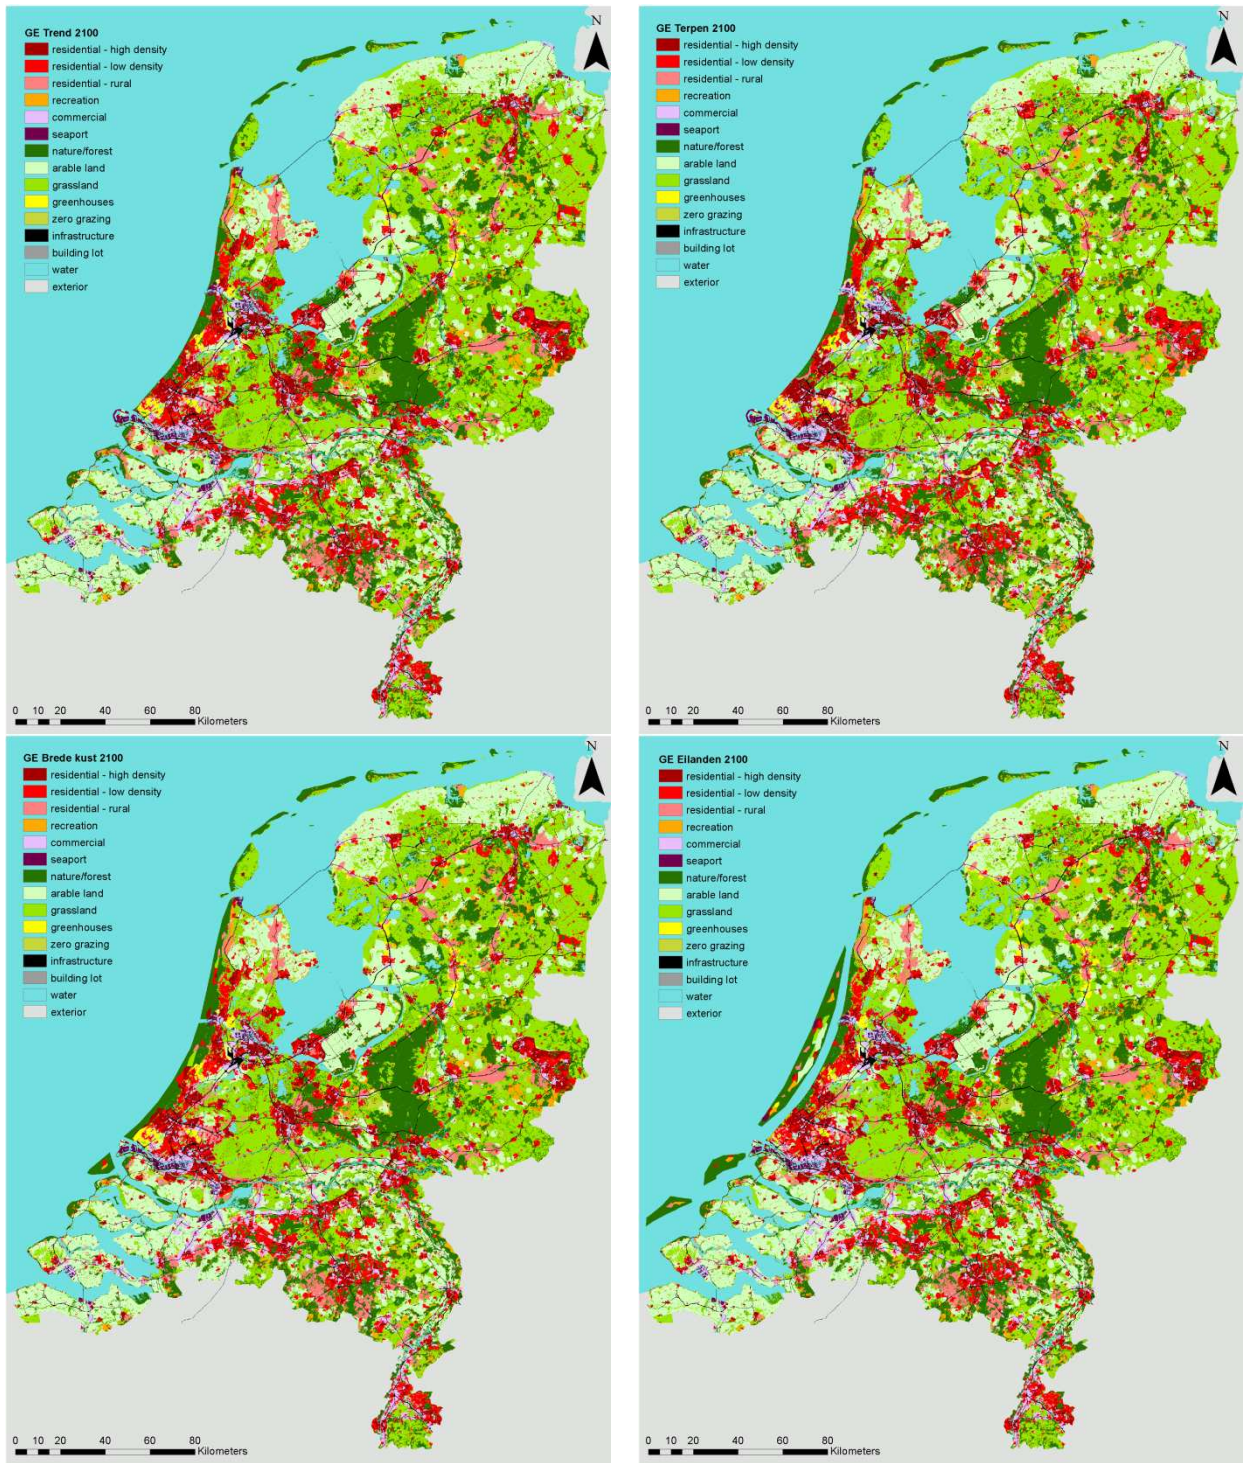 GE Trend 2100
residential - high density
residential - low density
residential - rural
recreation
commercial
seaport
nature/forest
arable land
grassland
greenhouses
zero grazing
infrastructure
building lot
water
exterior
N
0 10 20 40 60 80
Kilometers
GE Terpen 2100
residential - high density
residential - low density
residential - rural
recreation
commercial
seaport
nature/forest
arable land
grassland
greenhouses
zero grazing
infrastructure
building lot
water
exterior
N
0 10 20 40 60 80
Kilometers
GE Brede kust 2100
residential - high density
residential - low density
residential - rural
recreation
commercial
seaport
nature/forest
arable land
grassland
greenhouses
zero grazing
infrastructure
building lot
water
exterior
N
0 10 20 40 60 80
Kilometers
GE Eilanden 2100
residential - high density
residential - low density
residential - rural
recreation
commercial
seaport
nature/forest
arable land
grassland
greenhouses
zero grazing
infrastructure
building lot
water
exterior
N
0 10 20 40 60 80
Kilometers